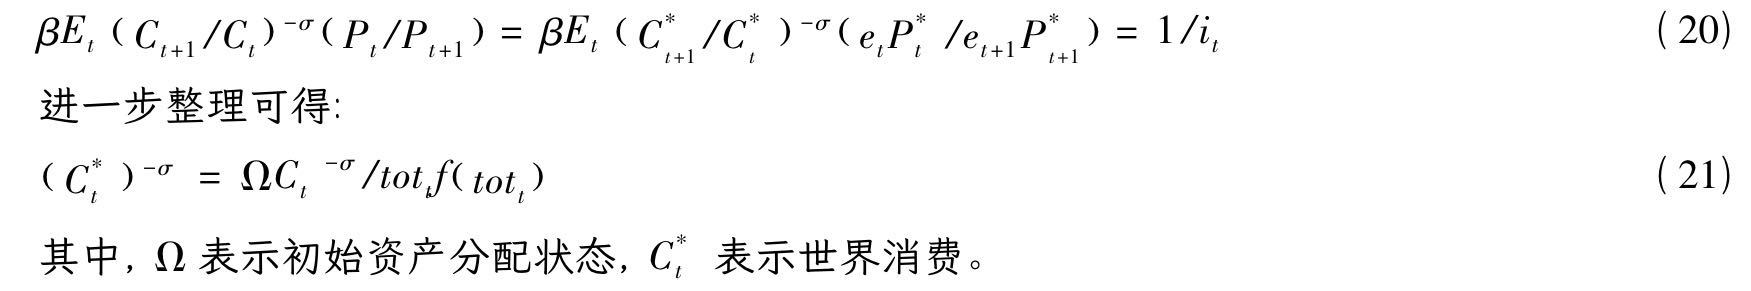 βE_t(C_{t+1}/C_t)^{-σ}(P_t/P_{t+1}) = βE_t(C^*_{t+1}/C^*_t)^{-σ}(e_tP^*_t/e_{t+1}P^*_{t+1}) = 1/i_t (20)
进一步整理可得:
(C^*_t)^{-σ} = ΩC_t^{-σ}/tot_tf(tot_t) (21)
其中, Ω 表示初始资产分配状态, C^*_t 表示世界消费。